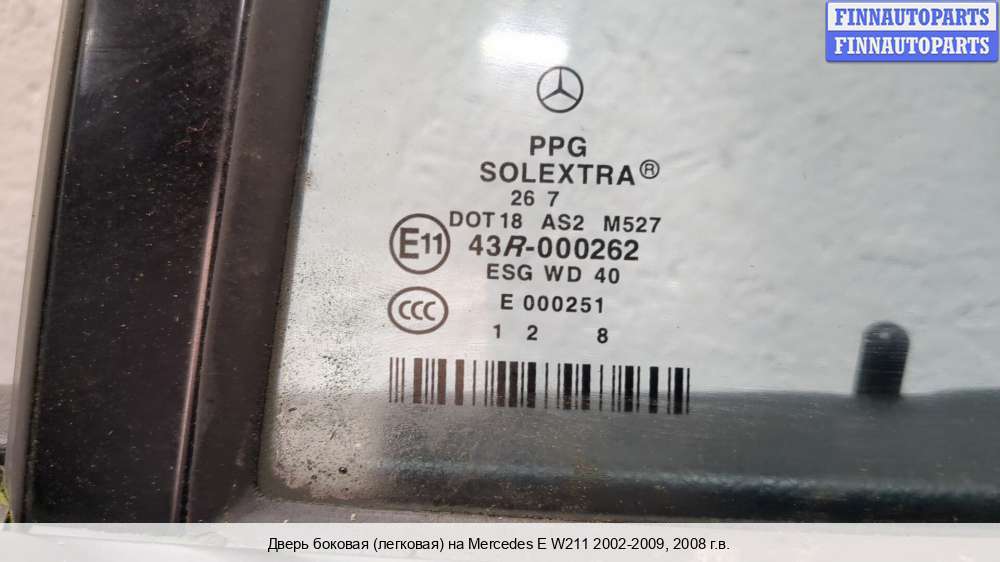 FINNAUTOPARTS
FINNAUTOPARTS
PPG
SOLEXTRA®
26 7
DOT18 AS2 M527
E11 43R-000262
ESG WD 40
CCC E 000251
1 2 8
Дверь боковая (легковая) на Mercedes E W211 2002-2009, 2008 г.в.